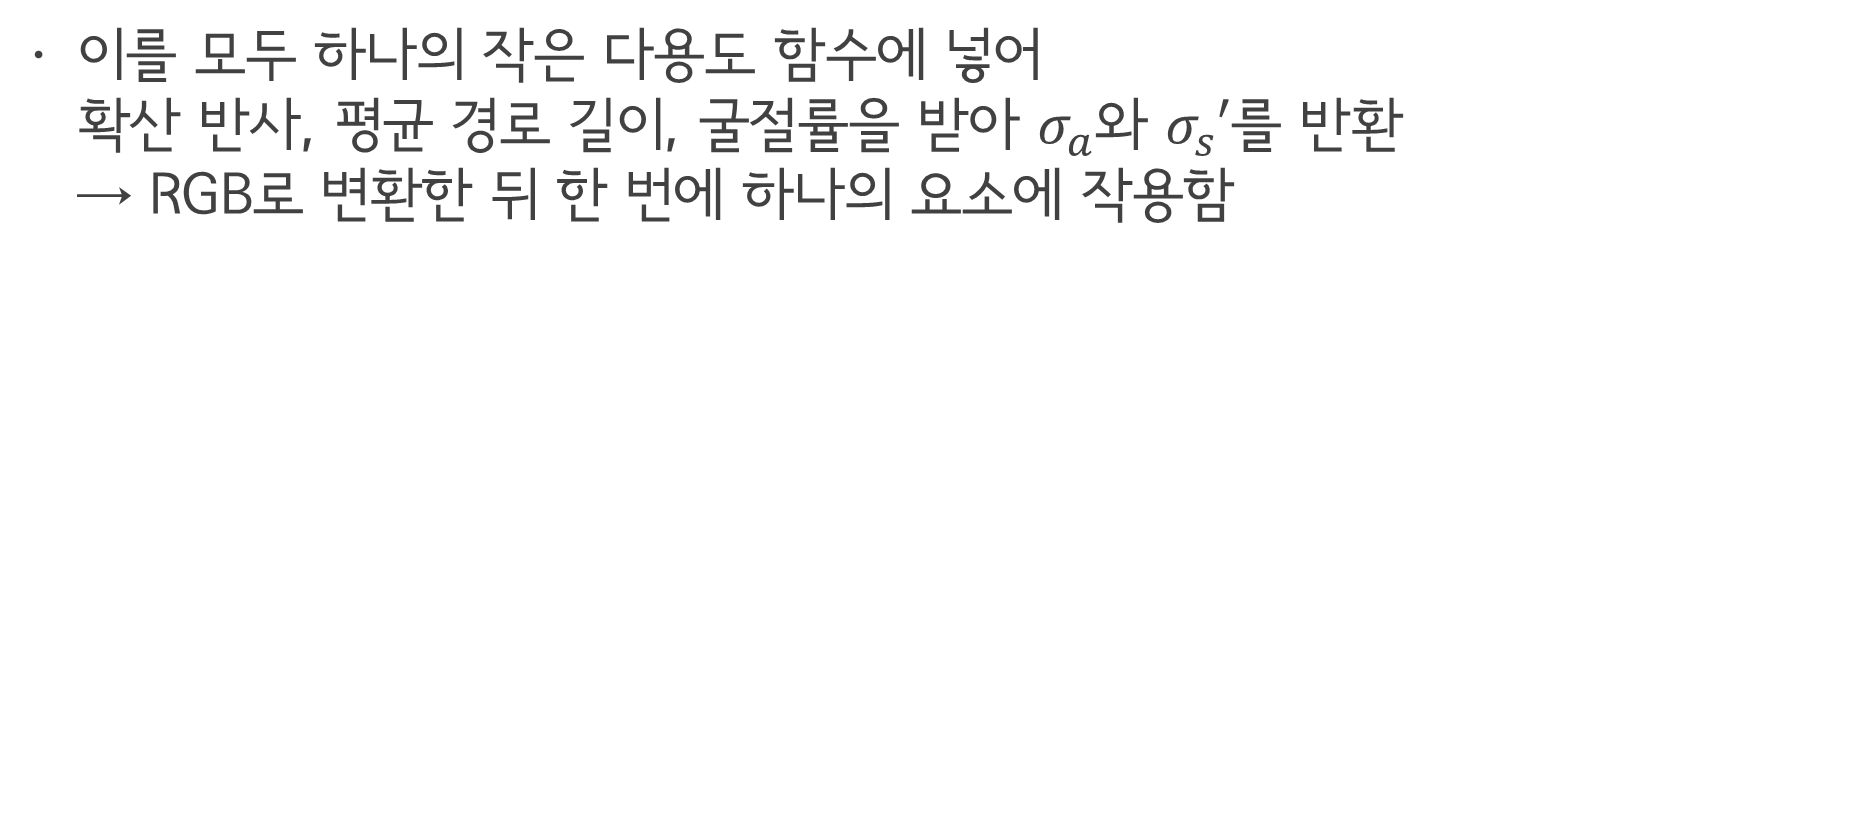 • 이를 모두 하나의 작은 다용도 함수에 넣어
확산 반사, 평균 경로 길이, 굴절률을 받아 σₐ와 σₛ′를 반환
→ RGB로 변환한 뒤 한 번에 하나의 요소에 작용함